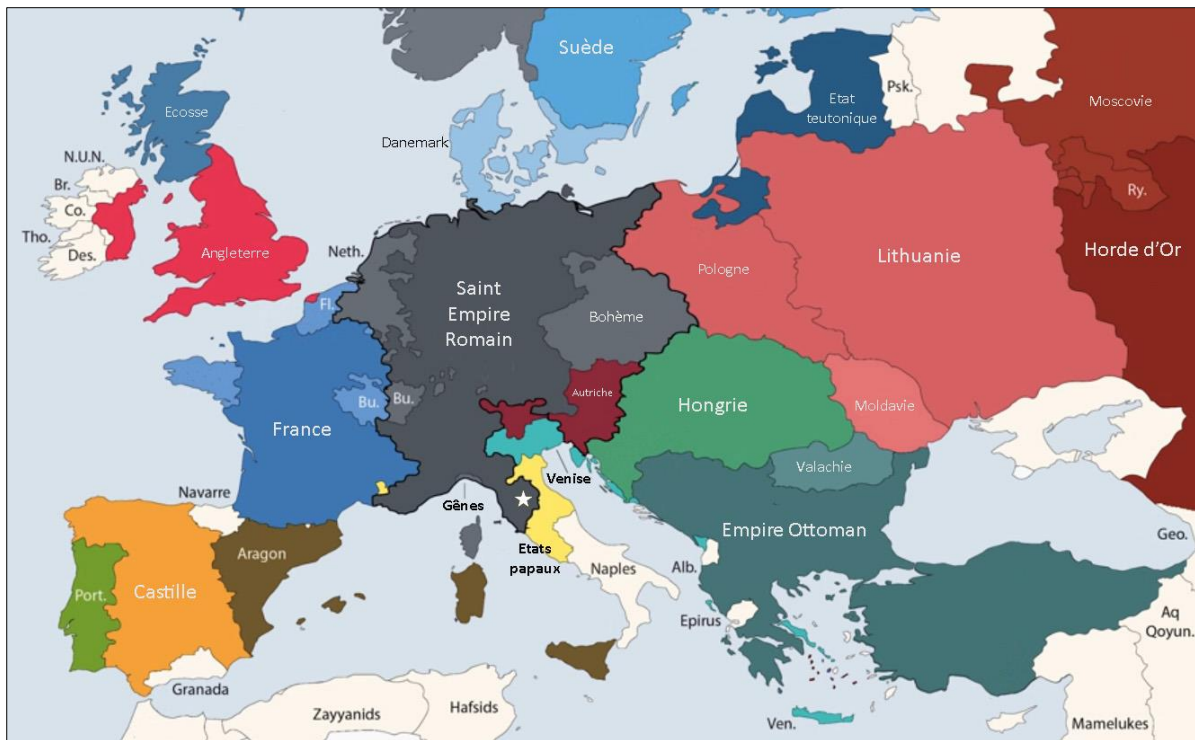 Suède
Ecosse
Etat
teutonique
Psk.
Moscovie
Danemark
N.U.N.
Br.
Co.
Tho.
Des.
Ry.
Angleterre
Neth.
Lithuanie
Horde d'Or
Pologne
Saint
Empire
Romain
Fl.
Bohème
Autriche
Bu.
Bu.
Hongrie
Moldavie
France
Valachie
Venise
Navarre
Gênes
Empire Ottoman
Geo.
Etats
papaux
Aragon
Naples
Alb.
Castille
Port.
Epirus
Aq
Qoyun.
Granada
Zayyanids
Hafsids
Ven.
Mamelukes